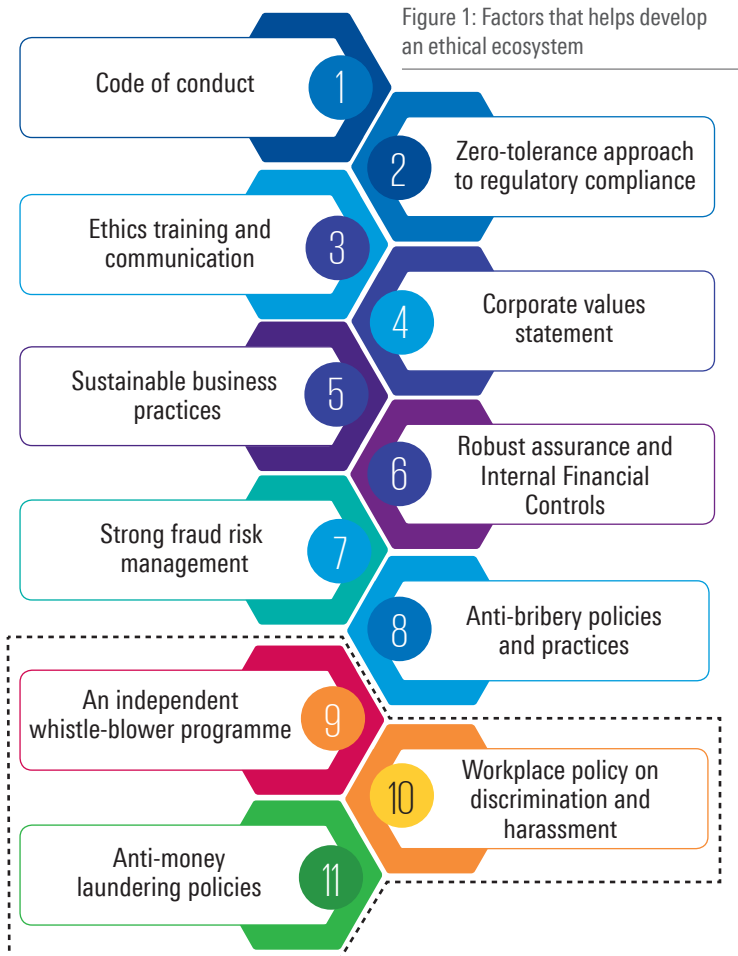 Figure 1: Factors that helps develop
an ethical ecosystem
Code of conduct
1
2
Zero-tolerance approach
to regulatory compliance
Ethics training and
communication
3
4
Corporate values
statement
Sustainable business
practices
5
6
Robust assurance and
Internal Financial
Controls
Strong fraud risk
management
7
8
Anti-bribery policies
and practices
An independent
whistle-blower programme
9
10
Workplace policy on
discrimination and
harassment
Anti-money
laundering policies
11